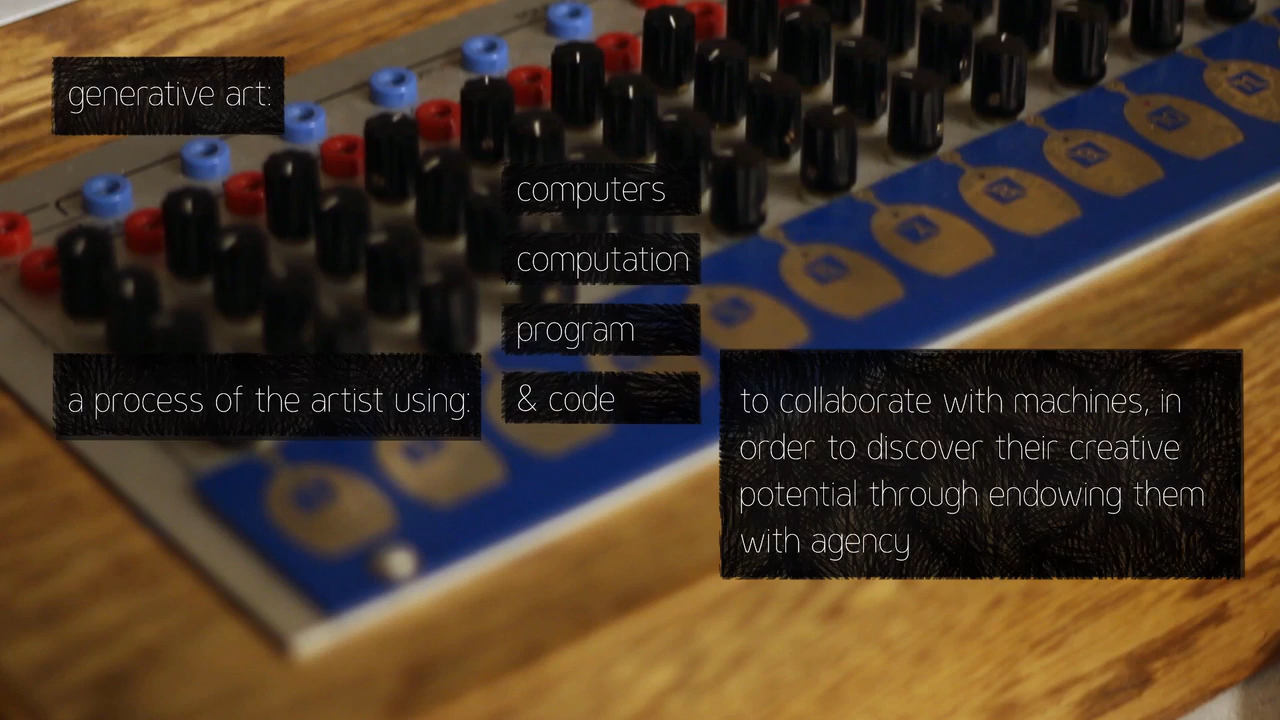 generative art:
a process of the artist using:
computers
computation
program
& code
to collaborate with machines, in
order to discover their creative
potential through endowing them
with agency